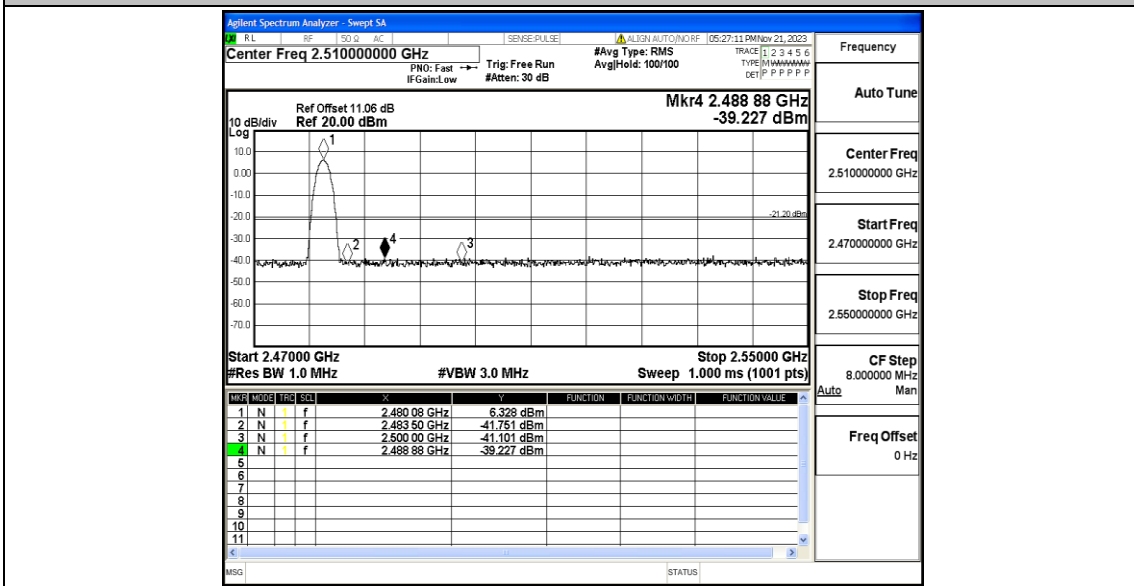 Agilent Spectrum Analyzer - Swept SA
RL RF 50 Ω AC SENSE:PULSE ALIGN AUTO/NO RF 05:27:11 PM Nov 21, 2023
Center Freq 2.510000000 GHz
PNO: Fast
IFGain:Low
Trig: Free Run
#Atten: 30 dB
#Avg Type: RMS
Avg|Hold: 100/100
TRACE 1 2 3 4 5 6
TYPE M WWWWW
DET P P P P P P
Ref Offset 11.06 dB
10 dB/div Ref 20.00 dBm
Log
Mkr4 2.488 88 GHz
-39.227 dBm
10.0
0.00
-10.0
-20.0
-30.0
-40.0
-50.0
-60.0
-70.0
1
2
4
3
-21.20 dBm
Start 2.47000 GHz Stop 2.55000 GHz
#Res BW 1.0 MHz #VBW 3.0 MHz Sweep 1.000 ms (1001 pts)
MKR MODE TRC SCL X Y FUNCTION FUNCTION WIDTH FUNCTION VALUE
1 N 1 f 2.480 08 GHz 6.328 dBm
2 N 1 f 2.483 50 GHz -41.751 dBm
3 N 1 f 2.500 00 GHz -41.101 dBm
4 N 1 f 2.488 88 GHz -39.227 dBm
5
6
7
8
9
10
11
MSG STATUS
Frequency
Auto Tune
Center Freq
2.510000000 GHz
Start Freq
2.470000000 GHz
Stop Freq
2.550000000 GHz
CF Step
8.000000 MHz
Auto Man
Freq Offset
0 Hz